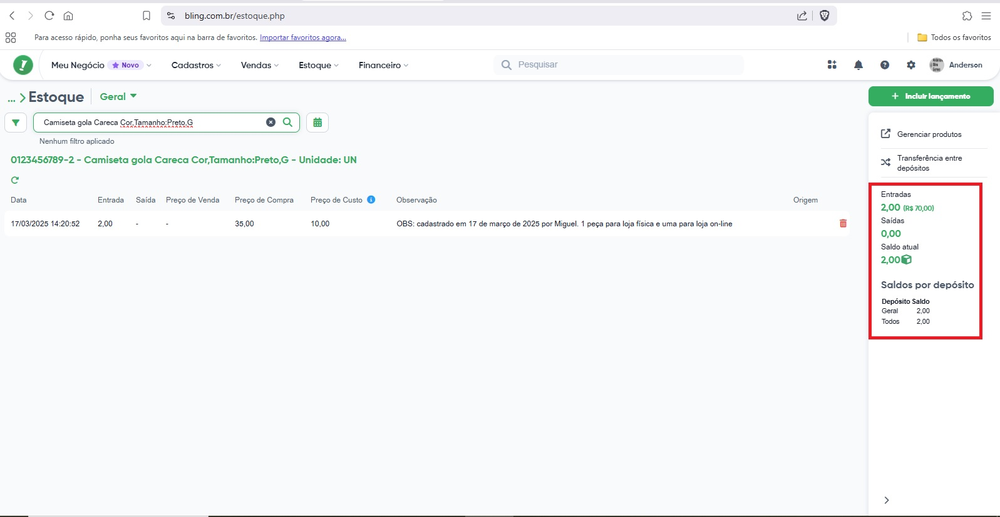 bling.com.br/estoque.php
Para acesso rápido, ponha seus favoritos aqui na barra de favoritos. Importar favoritos agora...
Todos os favoritos
Meu Negócio Novo Cadastros Vendas Estoque Financeiro Pesquisar Anderson
... Estoque Geral
+ Incluir lançamento
Camiseta gola Careca Cor,Tamanho:Preto,G
Nenhum filtro aplicado
0123456789-2 - Camiseta gola Careca Cor,Tamanho:Preto,G - Unidade: UN
Data Entrada Saída Preço de Venda Preço de Compra Preço de Custo Observação Origem
17/03/2025 14:20:52 2,00 - - 35,00 10,00 OBS: cadastrado em 17 de março de 2025 por Miguel. 1 peça para loja física e uma para loja on-line
Gerenciar produtos
Transferência entre
depósitos
Entradas
2,00 (R$ 70,00)
Saídas
0,00
Saldo atual
2,00
Saldos por depósito
Depósito Saldo
Geral 2,00
Todos 2,00